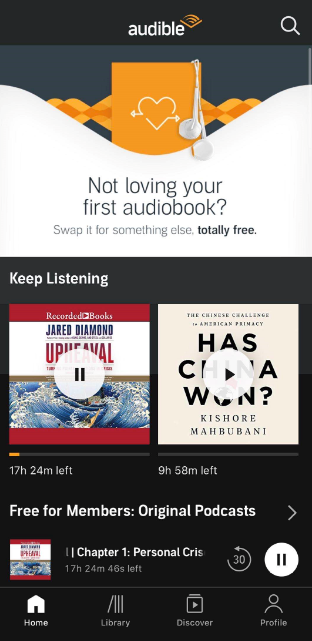 audible
Not loving your
first audiobook?
Swap it for something else, totally free.
Keep Listening
Recorded Books
JARED DIAMOND
UPHEAVAL
THE CHINESE CHALLENGE
to AMERICAN PRIMACY
HAS
CHINA
WON?
KISHORE
MAHBUBANI
17h 24m left
9h 58m left
Free for Members: Original Podcasts
| Chapter 1: Personal Cris
17h 24m 46s left
30
Home
Library
Discover
Profile